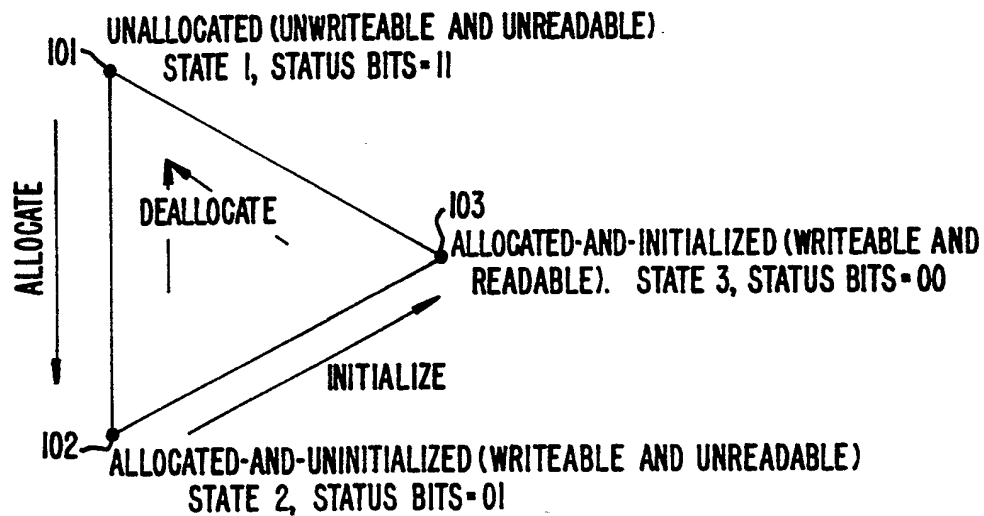 101
UNALLOCATED (UNWRITEABLE AND UNREADABLE)
STATE 1, STATUS BITS=11
ALLOCATE
DEALLOCATE
103
ALLOCATED-AND-INITIALIZED (WRITEABLE AND
READABLE). STATE 3, STATUS BITS=00
INITIALIZE
102
ALLOCATED-AND-UNINITIALIZED (WRITEABLE AND UNREADABLE)
STATE 2, STATUS BITS=01